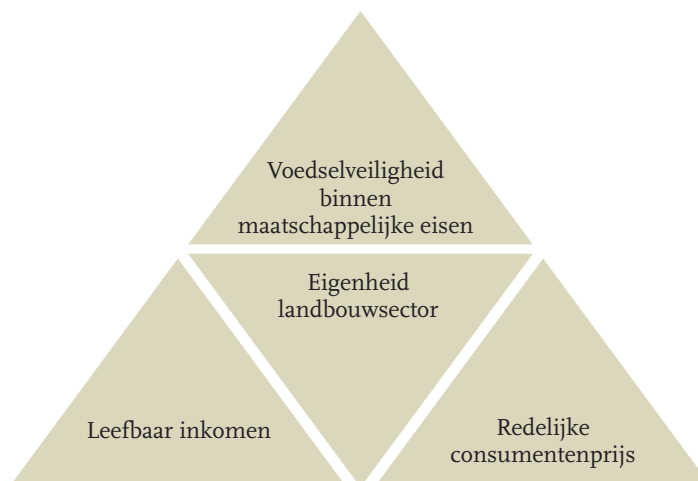 Voedselveiligheid
binnen
maatschappelijke eisen
Eigenheid
landbouwsector
Leefbaar inkomen
Redelijke
consumentenprijs